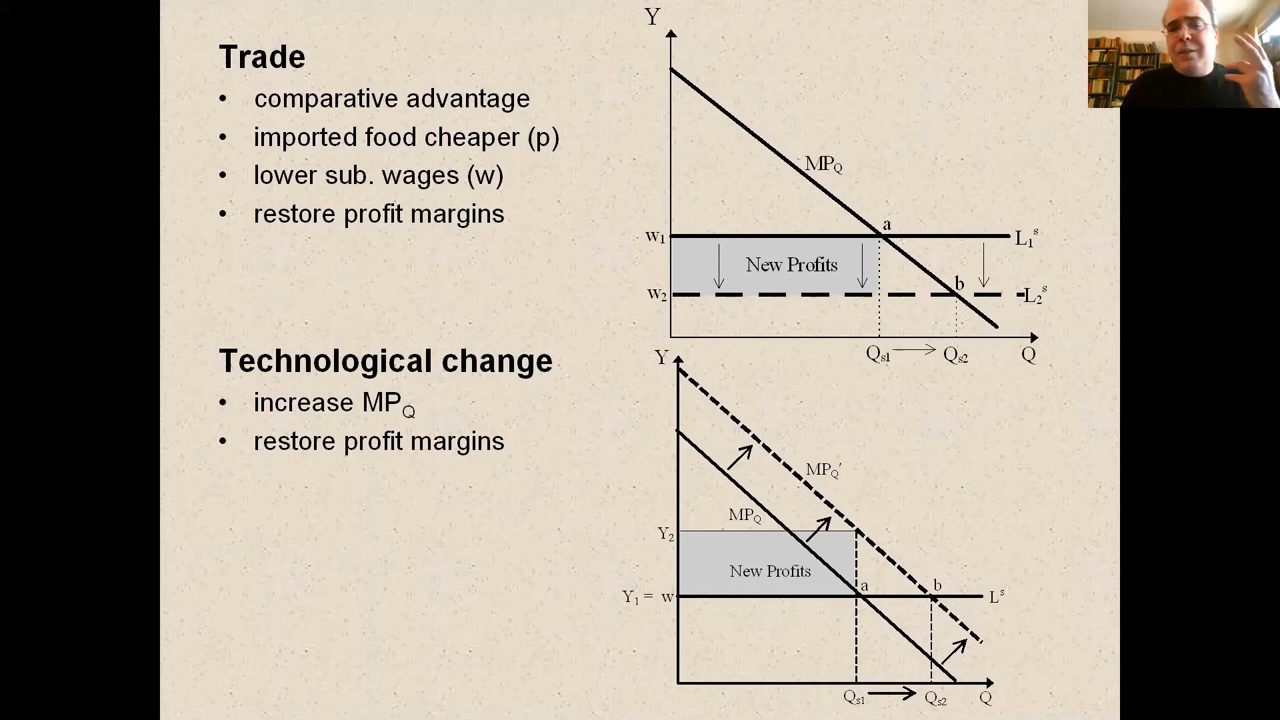 Trade
• comparative advantage
• imported food cheaper (p)
• lower sub. wages (w)
• restore profit margins
Y
MPQ
a
w1
L1s
New Profits
b
w2
L2s
Qs1
Qs2
Q
Technological change
• increase MPQ
• restore profit margins
Y
MPQ′
MPQ
Y2
New Profits
a
b
Y1 = w
Ls
Qs1
Qs2
Q